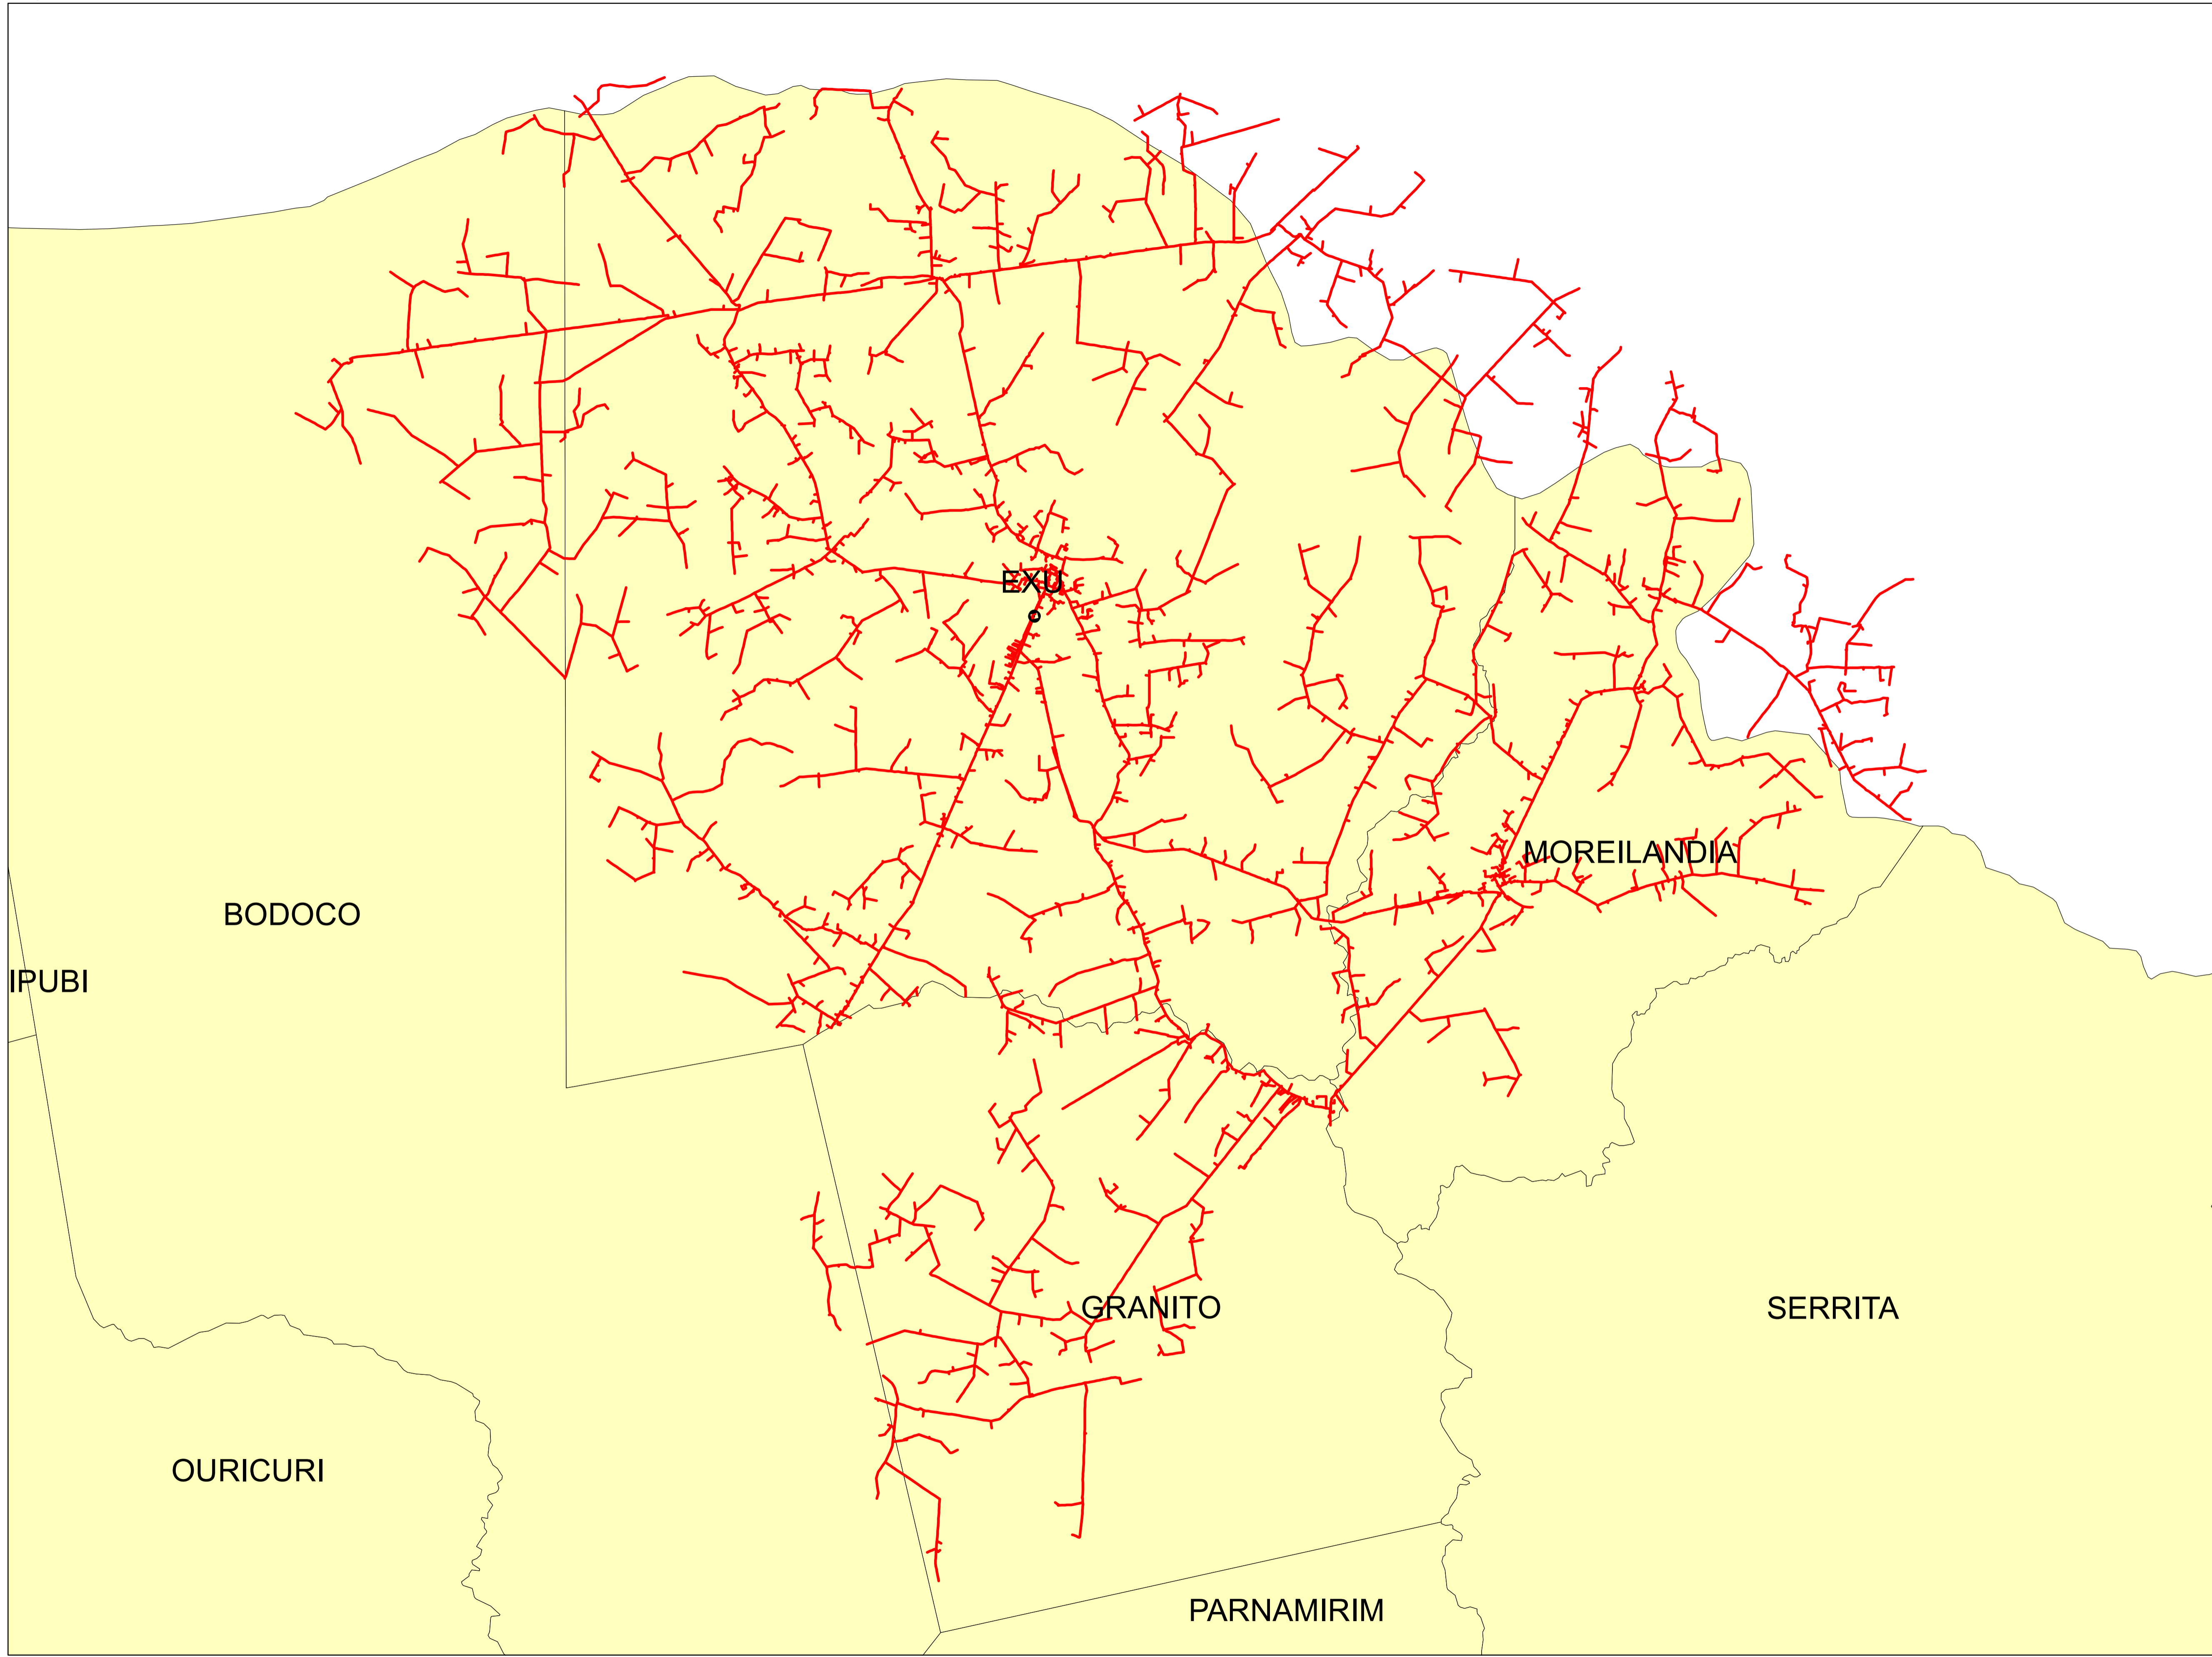 EXU
MOREILANDIA
BODOCO
IPUBI
GRANITO
SERRITA
OURICURI
PARNAMIRIM